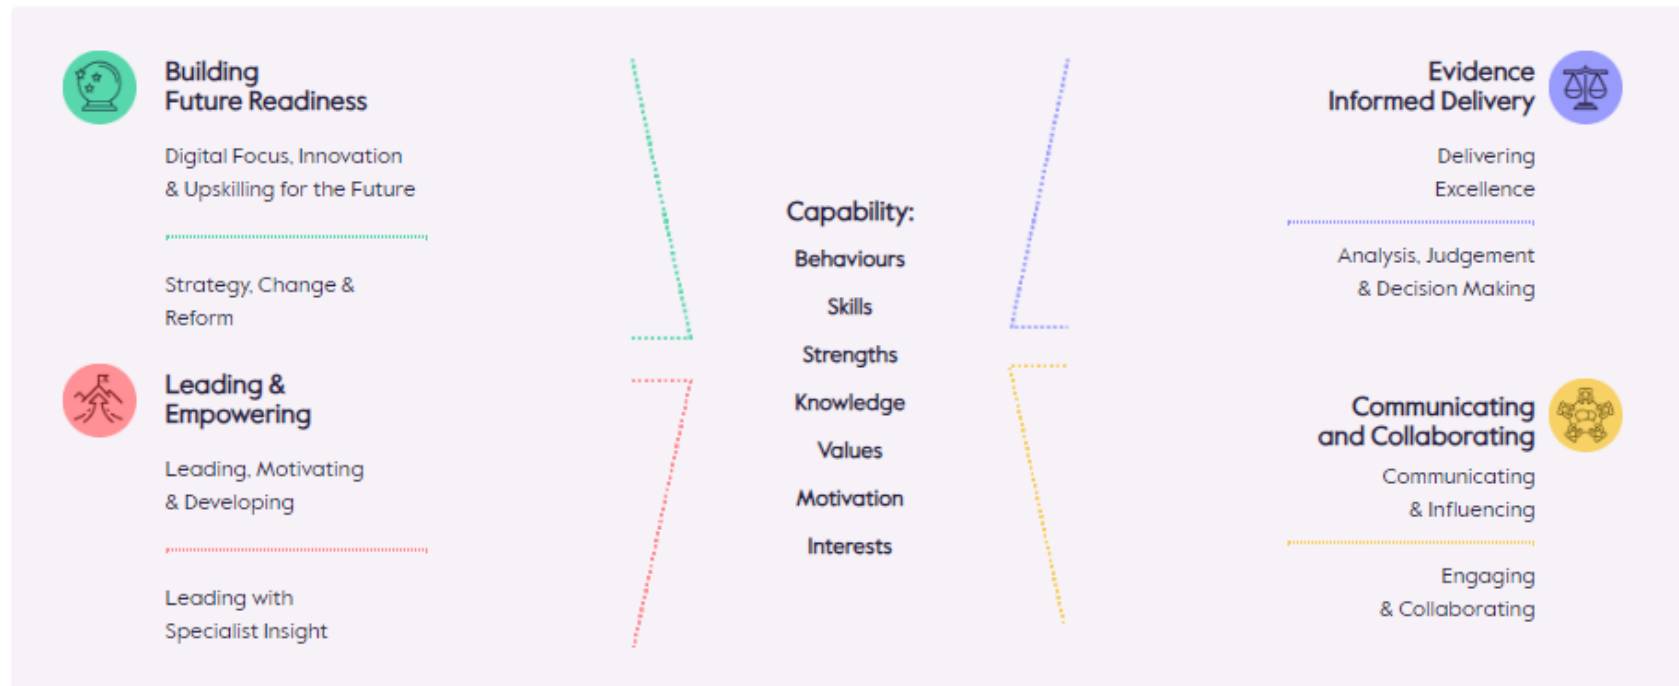 Building
Future Readiness
Digital Focus, Innovation
& Upskilling for the Future
Strategy, Change &
Reform
Leading &
Empowering
Leading, Motivating
& Developing
Leading with
Specialist Insight
Capability:
Behaviours
Skills
Strengths
Knowledge
Values
Motivation
Interests
Evidence
Informed Delivery
Delivering
Excellence
Analysis, Judgement
& Decision Making
Communicating
and Collaborating
Communicating
& Influencing
Engaging
& Collaborating